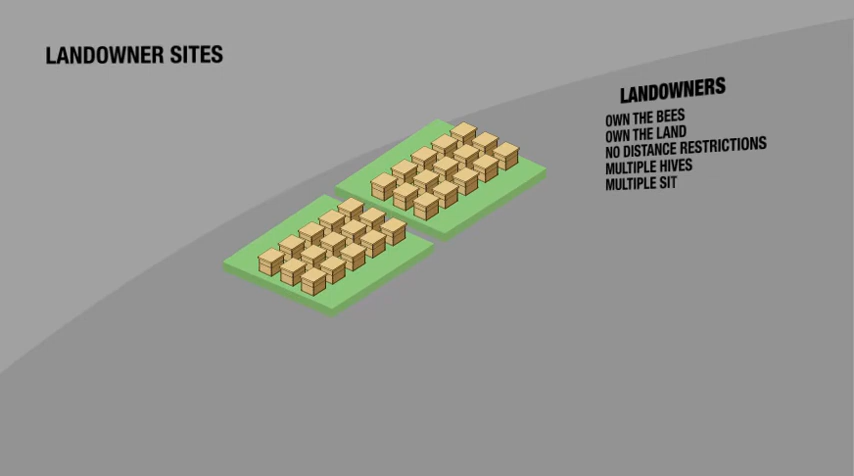 LANDOWNER SITES
LANDOWNERS
OWN THE BEES
OWN THE LAND
NO DISTANCE RESTRICTIONS
MULTIPLE HIVES
MULTIPLE SIT